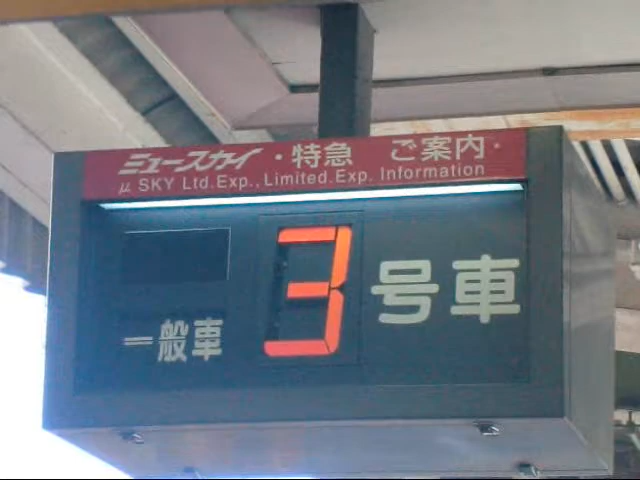 ミュースカイ・特急 ご案内
μ SKY Ltd.Exp., Limited.Exp. Information
3号車
一般車